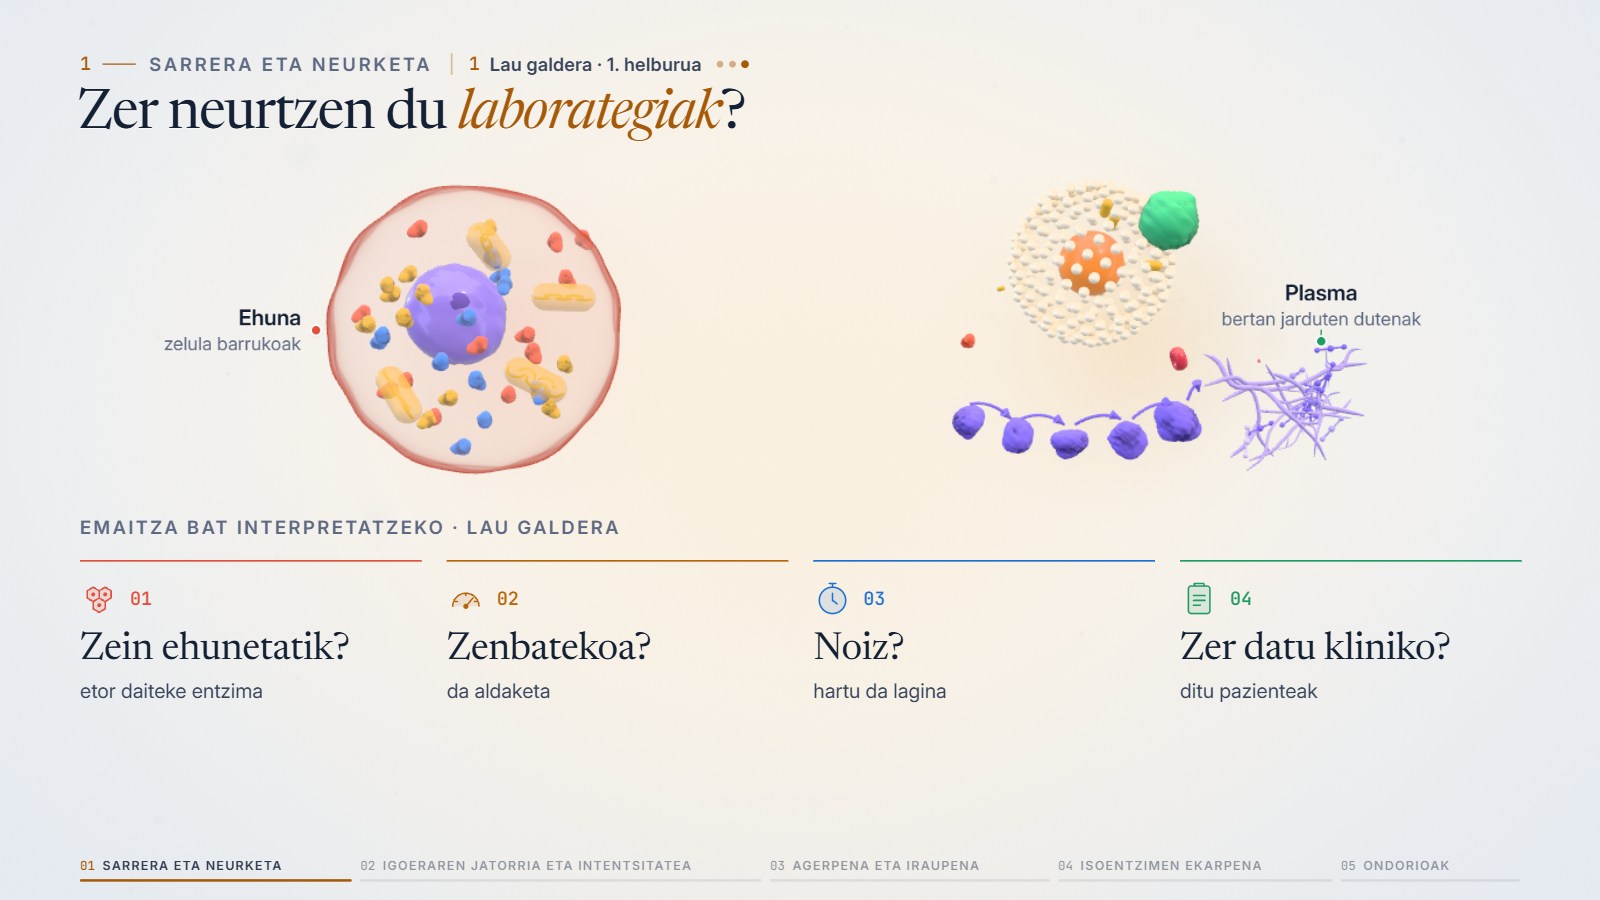 1 — SARRERA ETA NEURKETA | 1 Lau galdera · 1. helburua
Zer neurtzen du laborategiak?
Ehuna
zelula barrukoak
Plasma
bertan jarduten dutenak
EMAITZA BAT INTERPRETATZEKO · LAU GALDERA
01
Zein ehunetatik?
etor daiteke entzima
02
Zenbatekoa?
da aldaketa
03
Noiz?
hartu da lagina
04
Zer datu kliniko?
ditu pazienteak
01 SARRERA ETA NEURKETA
02 IGOERAREN JATORRIA ETA INTENTSITATEA
03 AGERPENA ETA IRAUPENA
04 ISOENTZIMEN EKARPENA
05 ONDORIOAK